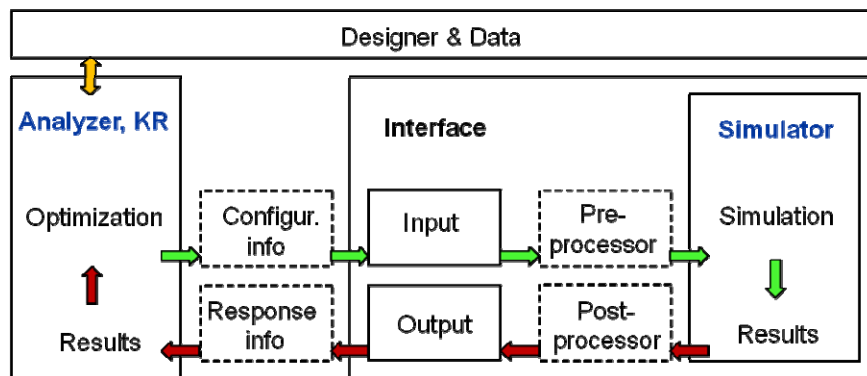 Designer & Data
Analyzer, KR
Interface
Simulator
Optimization
Configur.
info
Input
Pre-
processor
Simulation
Results
Response
info
Output
Post-
processor
Results